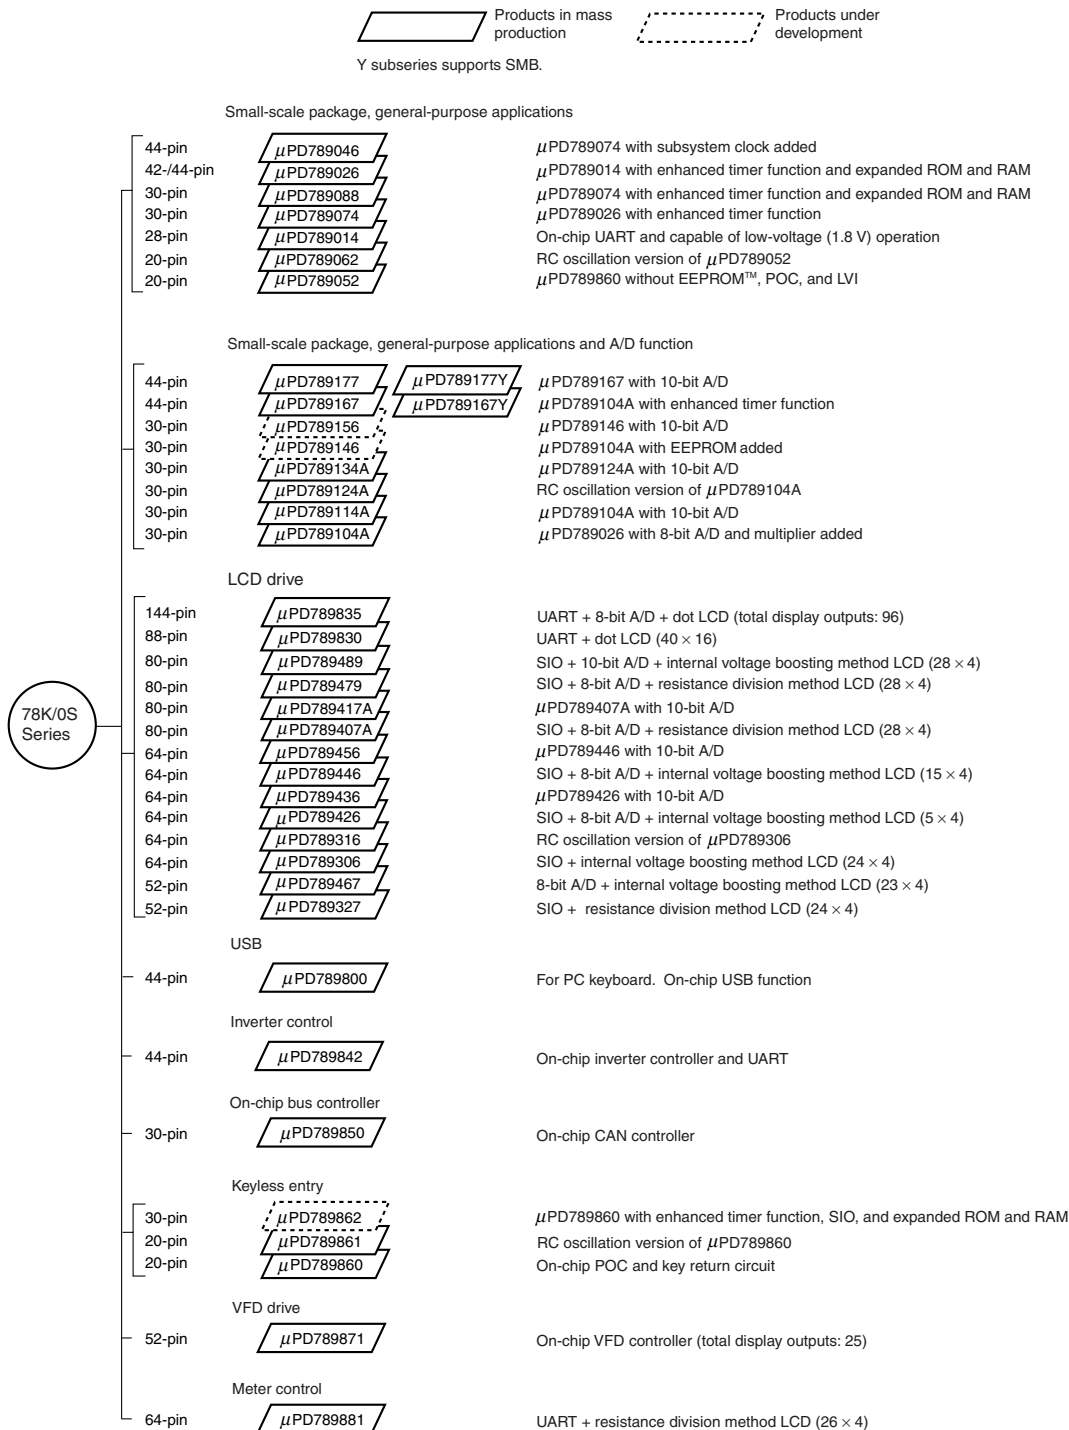 Products in mass production
Products under development
Y subseries supports SMB.
78K/0S Series
Small-scale package, general-purpose applications
44-pin μPD789046 μPD789074 with subsystem clock added
42-/44-pin μPD789026 μPD789014 with enhanced timer function and expanded ROM and RAM
30-pin μPD789088 μPD789074 with enhanced timer function and expanded ROM and RAM
30-pin μPD789074 μPD789026 with enhanced timer function
28-pin μPD789014 On-chip UART and capable of low-voltage (1.8 V) operation
20-pin μPD789062 RC oscillation version of μPD789052
20-pin μPD789052 μPD789860 without EEPROM™, POC, and LVI
Small-scale package, general-purpose applications and A/D function
44-pin μPD789177 μPD789177Y μPD789167 with 10-bit A/D
44-pin μPD789167 μPD789167Y μPD789104A with enhanced timer function
30-pin μPD789156 μPD789146 with 10-bit A/D
30-pin μPD789146 μPD789104A with EEPROM added
30-pin μPD789134A μPD789124A with 10-bit A/D
30-pin μPD789124A RC oscillation version of μPD789104A
30-pin μPD789114A μPD789104A with 10-bit A/D
30-pin μPD789104A μPD789026 with 8-bit A/D and multiplier added
LCD drive
144-pin μPD789835 UART + 8-bit A/D + dot LCD (total display outputs: 96)
88-pin μPD789830 UART + dot LCD (40 × 16)
80-pin μPD789489 SIO + 10-bit A/D + internal voltage boosting method LCD (28 × 4)
80-pin μPD789479 SIO + 8-bit A/D + resistance division method LCD (28 × 4)
80-pin μPD789417A μPD789407A with 10-bit A/D
80-pin μPD789407A SIO + 8-bit A/D + resistance division method LCD (28 × 4)
64-pin μPD789456 μPD789446 with 10-bit A/D
64-pin μPD789446 SIO + 8-bit A/D + internal voltage boosting method LCD (15 × 4)
64-pin μPD789436 μPD789426 with 10-bit A/D
64-pin μPD789426 SIO + 8-bit A/D + internal voltage boosting method LCD (5 × 4)
64-pin μPD789316 RC oscillation version of μPD789306
64-pin μPD789306 SIO + internal voltage boosting method LCD (24 × 4)
52-pin μPD789467 8-bit A/D + internal voltage boosting method LCD (23 × 4)
52-pin μPD789327 SIO + resistance division method LCD (24 × 4)
USB
44-pin μPD789800 For PC keyboard. On-chip USB function
Inverter control
44-pin μPD789842 On-chip inverter controller and UART
On-chip bus controller
30-pin μPD789850 On-chip CAN controller
Keyless entry
30-pin μPD789862 μPD789860 with enhanced timer function, SIO, and expanded ROM and RAM
20-pin μPD789861 RC oscillation version of μPD789860
20-pin μPD789860 On-chip POC and key return circuit
VFD drive
52-pin μPD789871 On-chip VFD controller (total display outputs: 25)
Meter control
64-pin μPD789881 UART + resistance division method LCD (26 × 4)